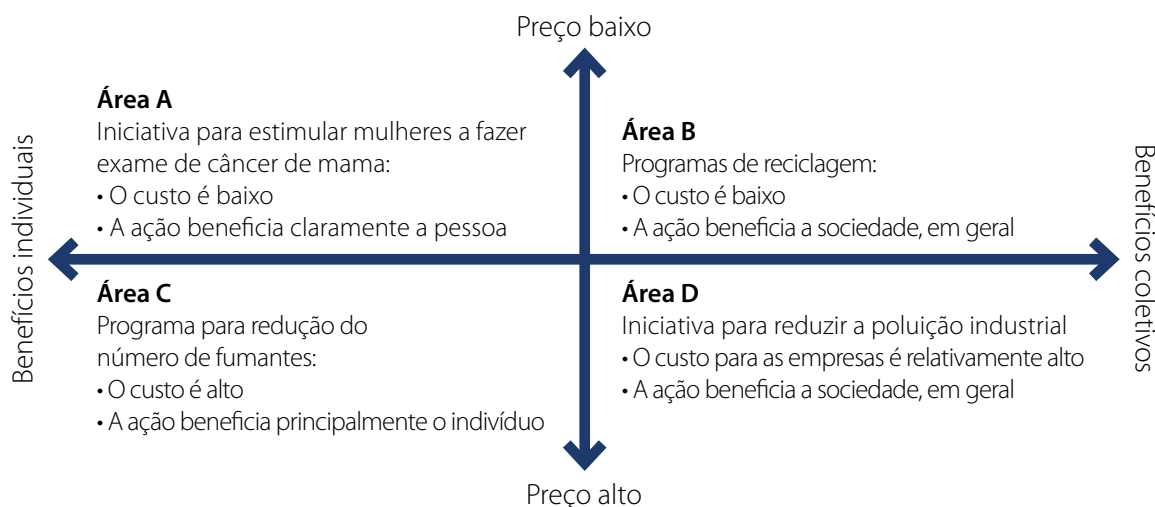 Preço baixo
Benefícios individuais
Área A
Iniciativa para estimular mulheres a fazer
exame de câncer de mama:
• O custo é baixo
• A ação beneficia claramente a pessoa
Área B
Programas de reciclagem:
• O custo é baixo
• A ação beneficia a sociedade, em geral
Benefícios coletivos
Área C
Programa para redução do
número de fumantes:
• O custo é alto
• A ação beneficia principalmente o indivíduo
Área D
Iniciativa para reduzir a poluição industrial
• O custo para as empresas é relativamente alto
• A ação beneficia a sociedade, em geral
Preço alto